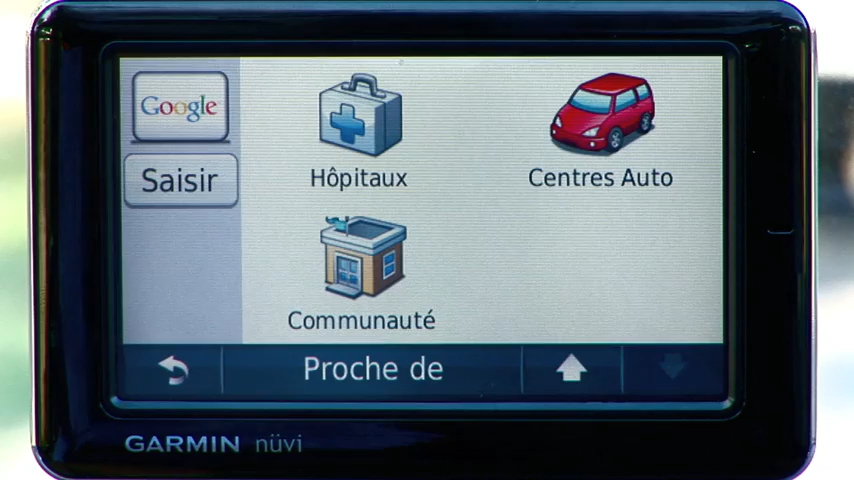 Google
Saisir
Hôpitaux
Centres Auto
Communauté
Proche de
GARMIN nüvi